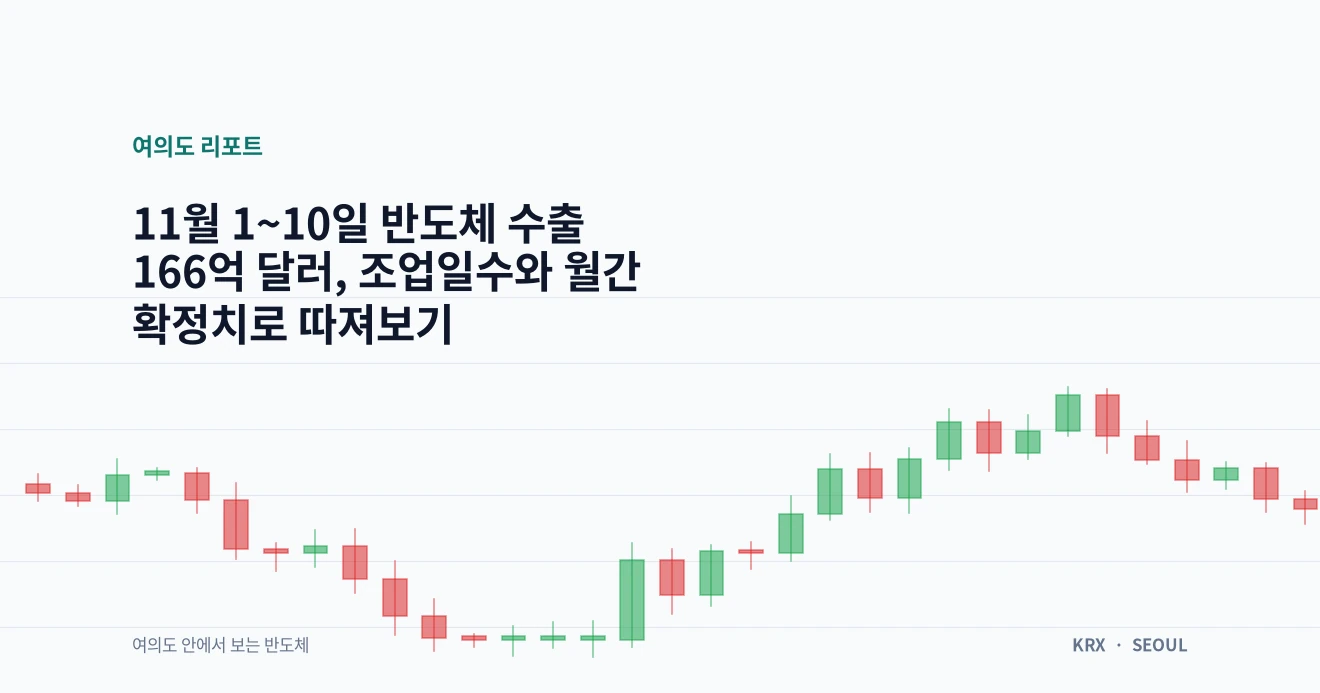 여의도 리포트
11월 1~10일 반도체 수출
166억 달러, 조업일수와 월간
확정치로 따져보기
여의도 안에서 보는 반도체
KRX · SEOUL